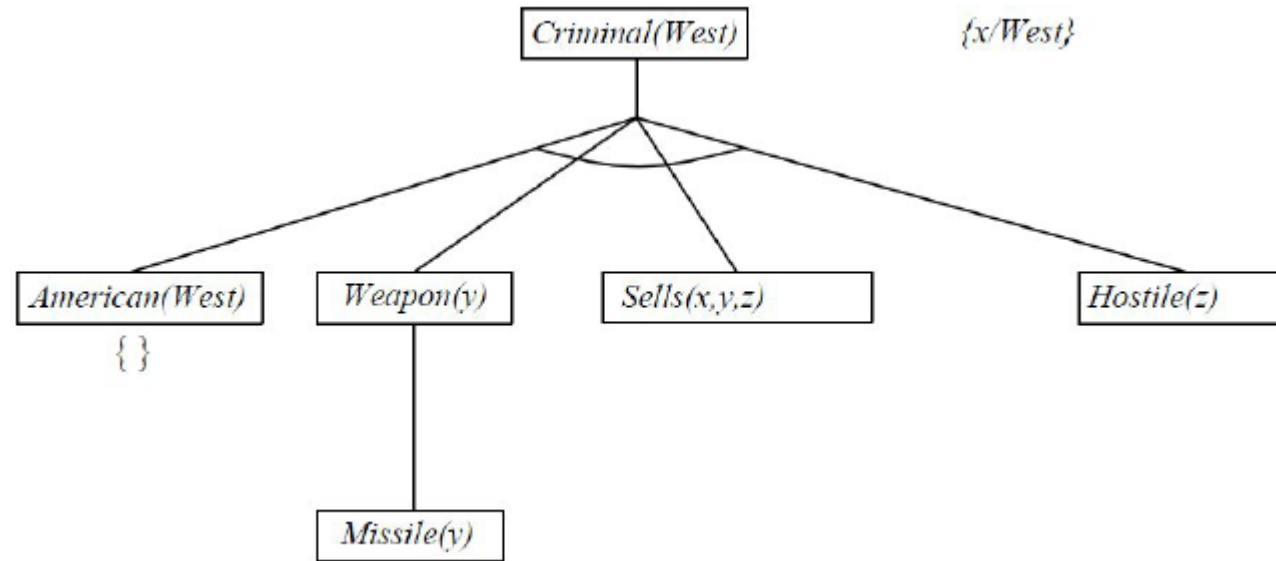 Criminal(West)
{x/West}
American(West)
Weapon(y)
Sells(x,y,z)
Hostile(z)
{ }
Missile(y)